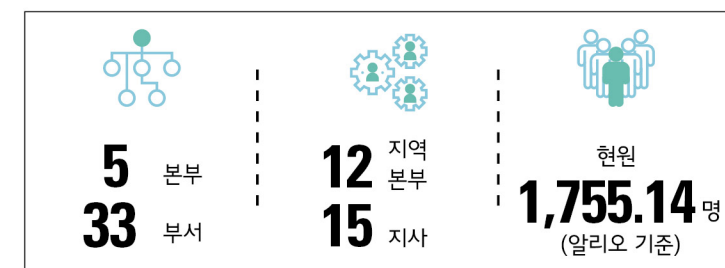 5 본부
33 부서
12 지역 본부
15 지사
현원
1,755.14 명
(알리오 기준)